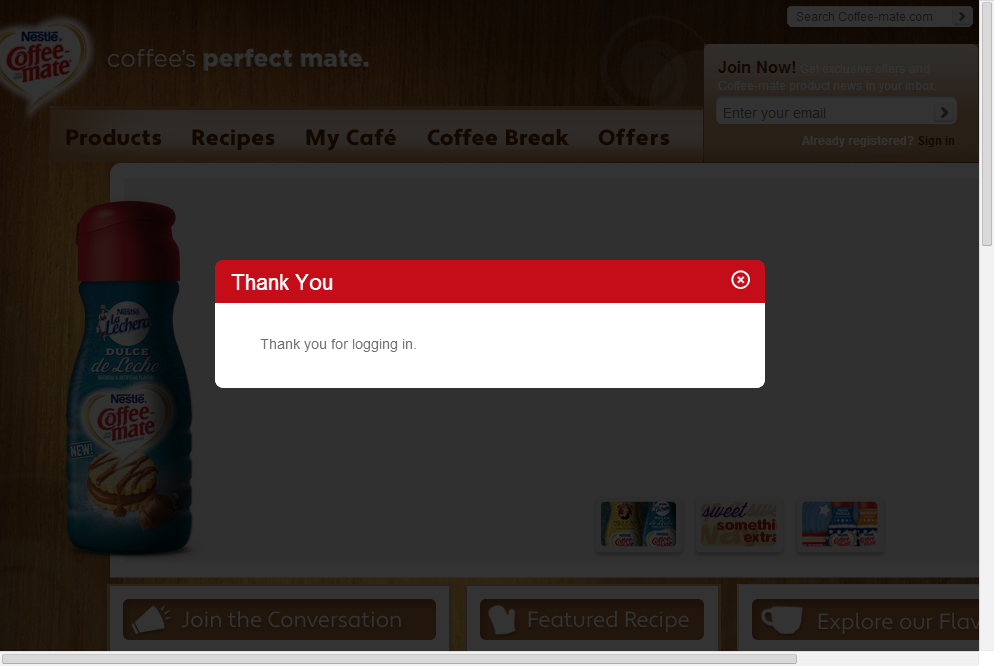 Search Coffee-mate.com
Nestlé.
Coffee-
mate
coffee's perfect mate.
Join Now! Get exclusive offers and
Coffee-mate product news in your inbox.
Enter your email
Already registered? Sign in
Products Recipes My Café Coffee Break Offers
Thank You
Thank you for logging in.
Nestlé
la
Lechera
DULCE
de Leche
Nestlé.
Coffee-
mate
NEW!
sweet
somethi
extra
Join the Conversation
Featured Recipe
Explore our Flav